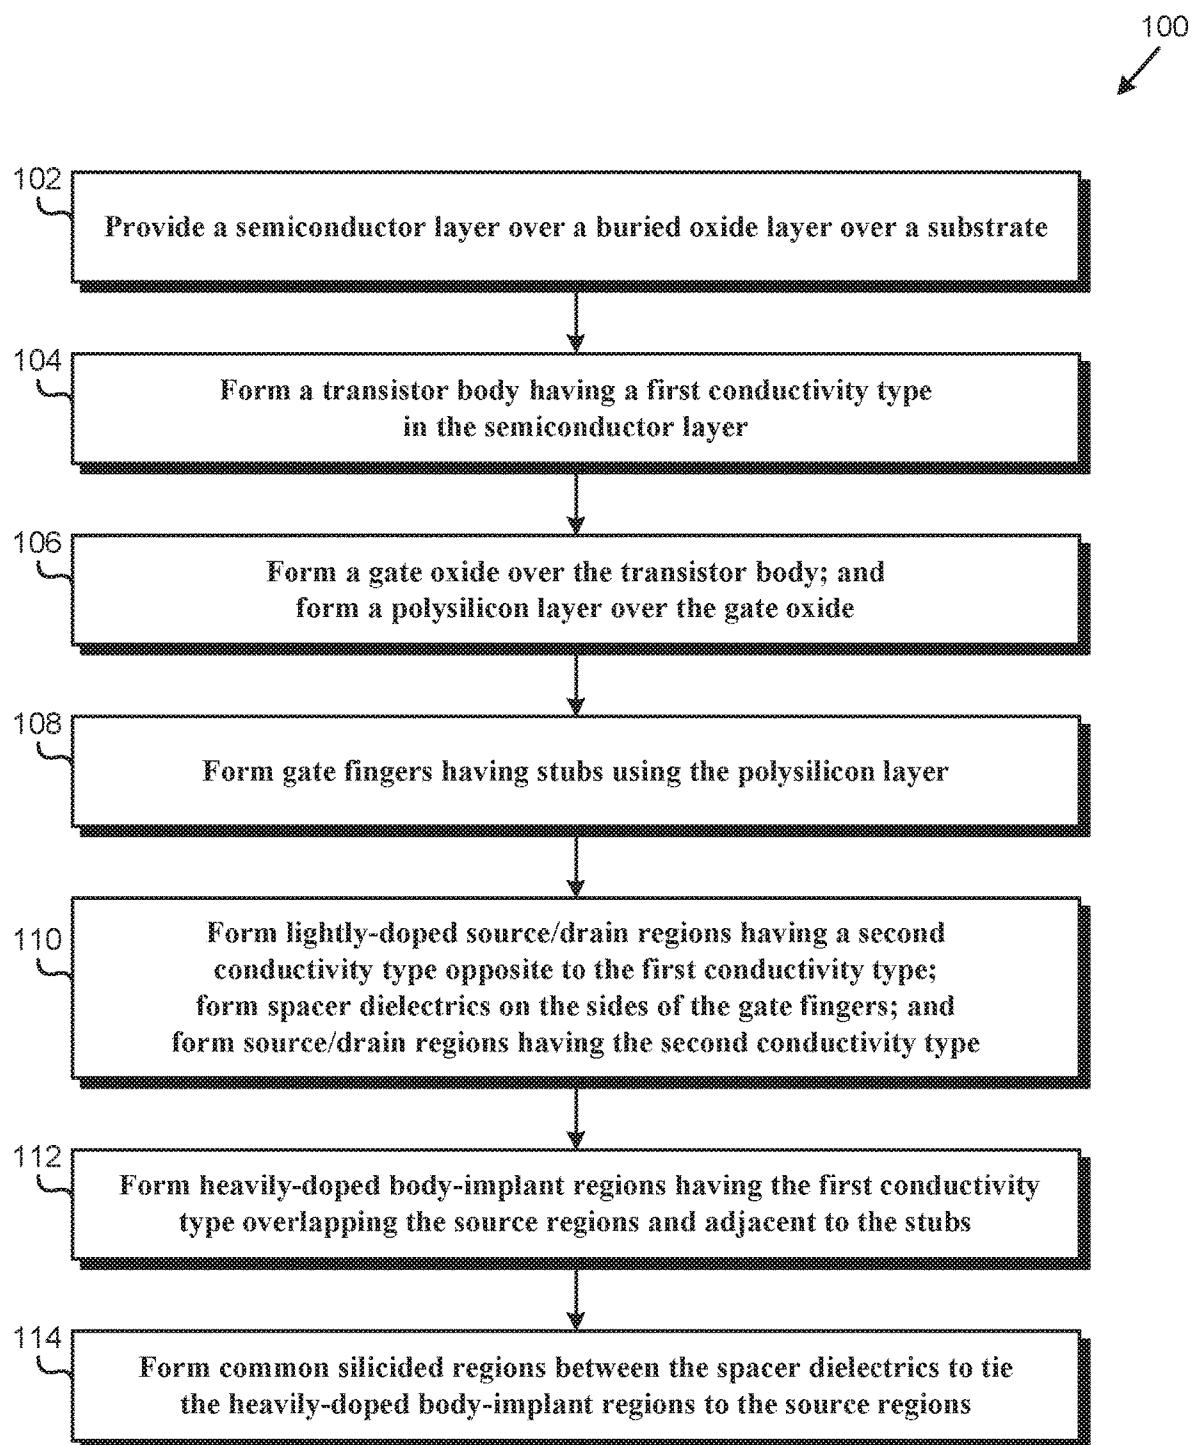 100
102
Provide a semiconductor layer over a buried oxide layer over a substrate
104
Form a transistor body having a first conductivity type
in the semiconductor layer
106
Form a gate oxide over the transistor body; and
form a polysilicon layer over the gate oxide
108
Form gate fingers having stubs using the polysilicon layer
110
Form lightly-doped source/drain regions having a second
conductivity type opposite to the first conductivity type;
form spacer dielectrics on the sides of the gate fingers; and
form source/drain regions having the second conductivity type
112
Form heavily-doped body-implant regions having the first conductivity
type overlapping the source regions and adjacent to the stubs
114
Form common silicided regions between the spacer dielectrics to tie
the heavily-doped body-implant regions to the source regions